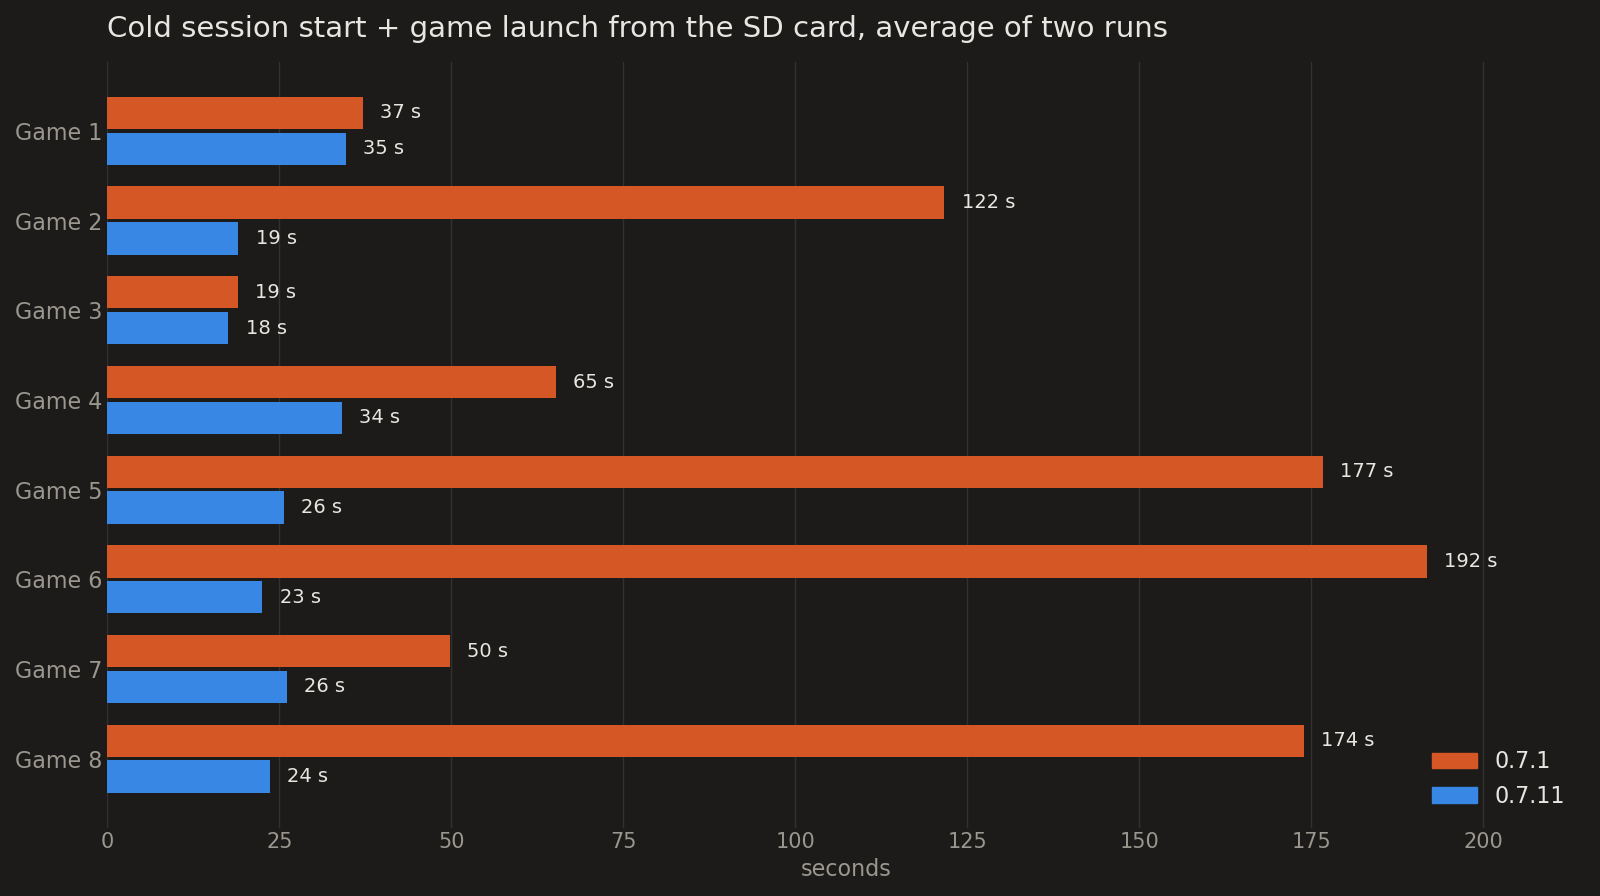 Cold session start + game launch from the SD card, average of two runs
Game 1
37 s
35 s
Game 2
122 s
19 s
Game 3
19 s
18 s
Game 4
65 s
34 s
Game 5
177 s
26 s
Game 6
192 s
23 s
Game 7
50 s
26 s
Game 8
174 s
24 s
0.7.1
0.7.11
0 25 50 75 100 125 150 175 200
seconds